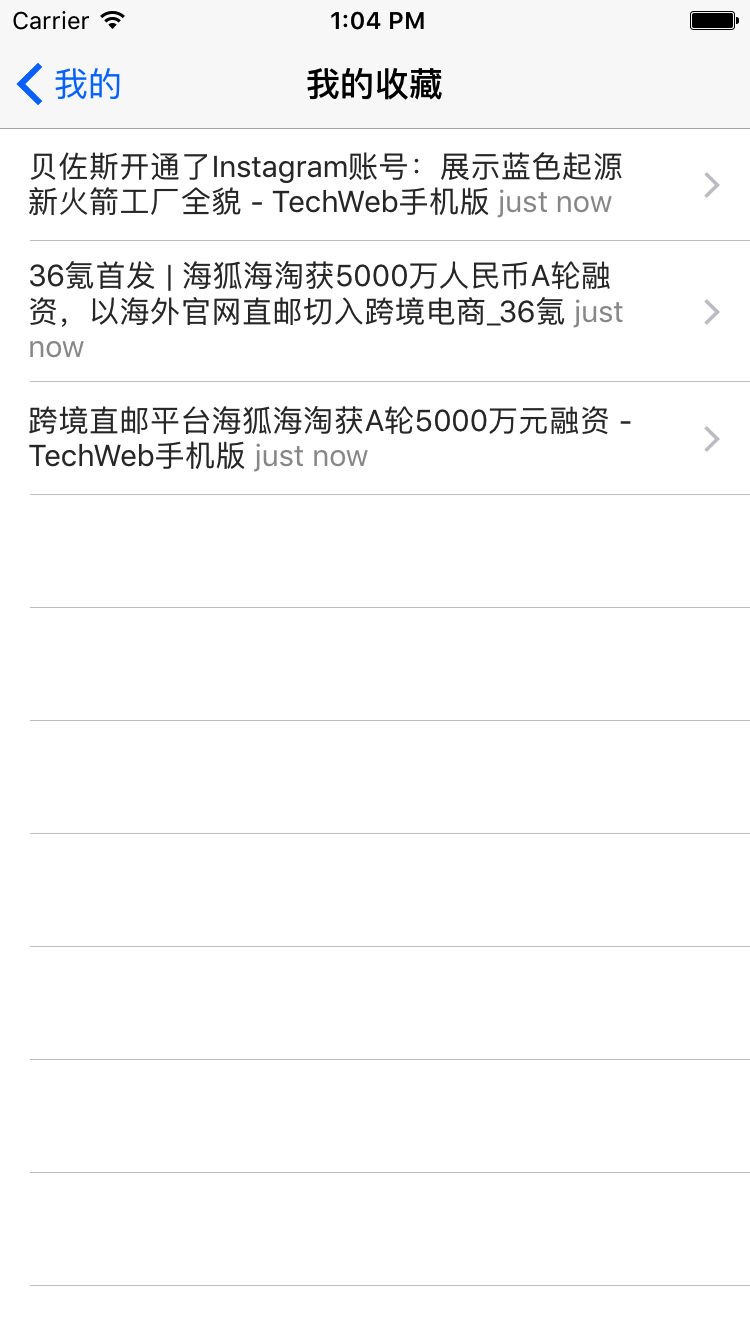 Carrier 1:04 PM
我的 我的收藏
贝佐斯开通了Instagram账号：展示蓝色起源
新火箭工厂全貌 - TechWeb手机版 just now
36氪首发 | 海狐海淘获5000万人民币A轮融
资，以海外官网直邮切入跨境电商_36氪 just
now
跨境直邮平台海狐海淘获A轮5000万元融资 -
TechWeb手机版 just now